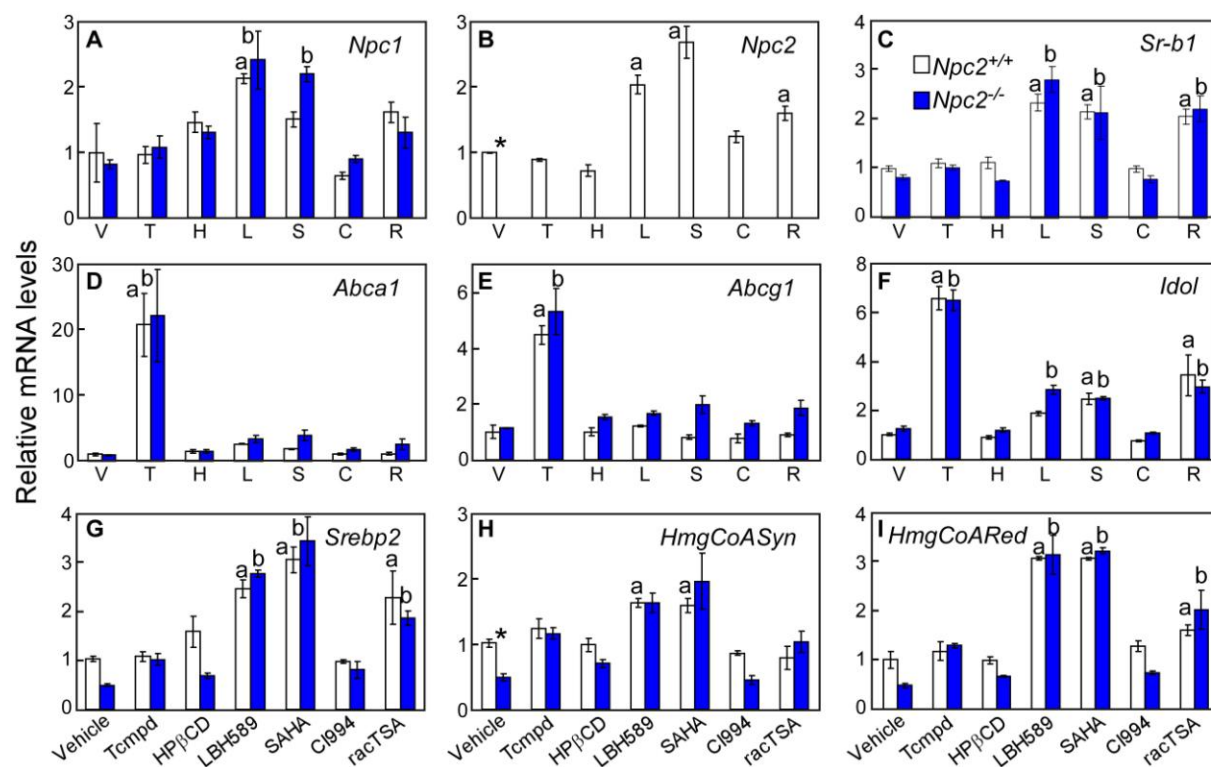 Relative mRNA levels
A Npc1
3
2
1
0
b
a
b
V T H L S C R
B Npc2
3
2
1
0
*
a
a
a
V T H L S C R
C Sr-b1
4
3
2
1
0
Npc2+/+
Npc2-/-
a b
a b
a b
V T H L S C R
D Abca1
30
20
10
0
a b
V T H L S C R
E Abcg1
6
4
2
0
a b
V T H L S C R
F Idol
8
6
4
2
0
a b
b
a b
a
b
V T H L S C R
G Srebp2
4
3
2
1
0
a b
a b
a
b
Vehicle Tcmpd HPβCD LBH589 SAHA CI994 racTSA
H HmgCoASyn
3
2
1
0
*
a
a
Vehicle Tcmpd HPβCD LBH589 SAHA CI994 racTSA
I HmgCoARed
4
3
2
1
0
a b
a b
a b
Vehicle Tcmpd HPβCD LBH589 SAHA CI994 racTSA